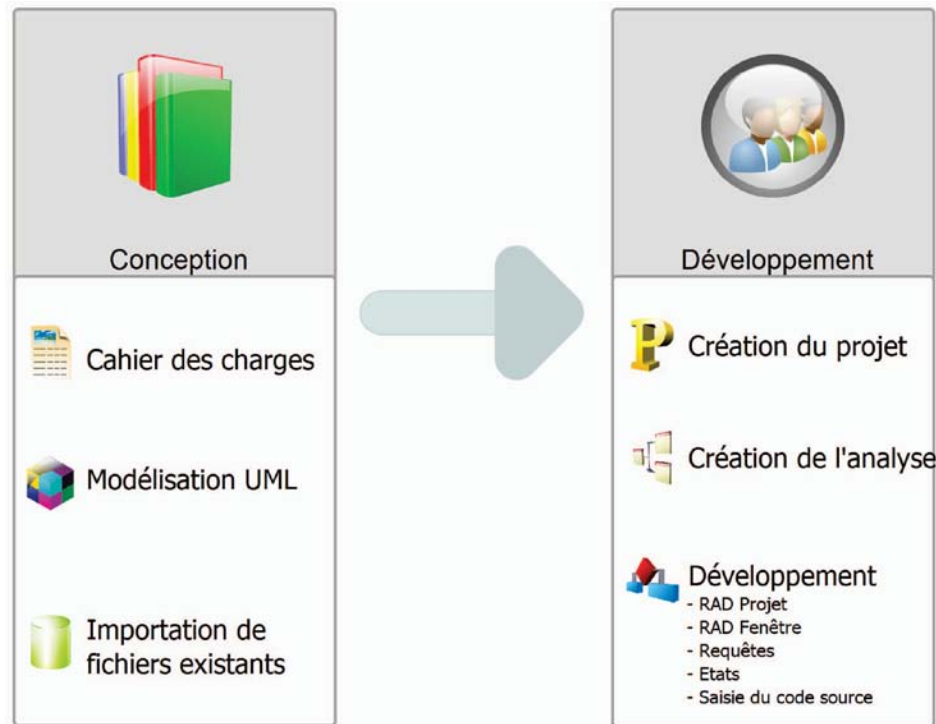 Conception
Cahier des charges
Modélisation UML
Importation de
fichiers existants
Développement
P
Création du projet
Création de l'analyse
Développement
- RAD Projet
- RAD Fenêtre
- Requêtes
- Etats
- Saisie du code source